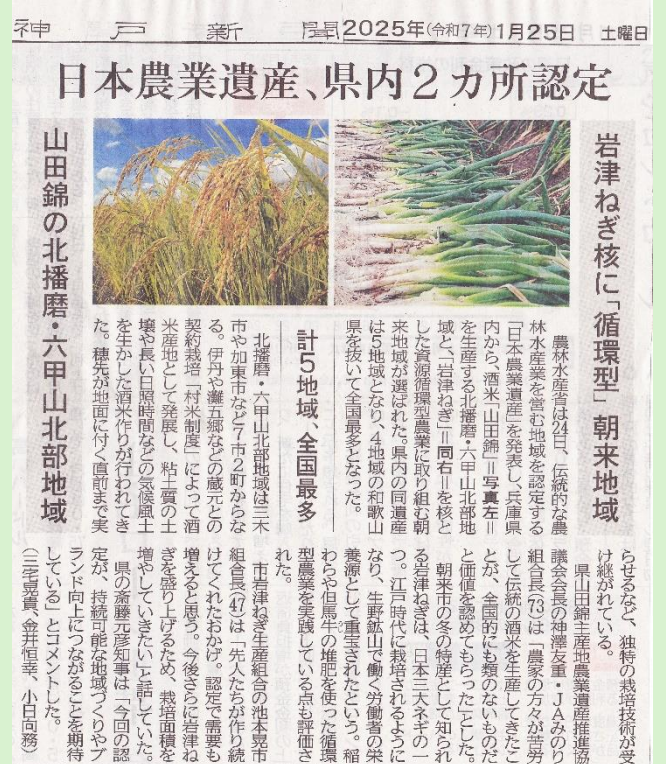 神戸新聞 2025年(令和7年)1月25日 土曜日
日本農業遺産、県内2カ所認定
岩津ねぎ核に「循環型」朝来地域
山田錦の北播磨・六甲山北部地域
農林水産省は24日、伝統的な農
林水産業を営む地域を認定する
「日本農業遺産」を発表し、兵庫県
内から、酒米「山田錦」=写真左=
を生産する北播磨・六甲山北部地
域と、「岩津ねぎ」=同右=を核と
した資源循環型農業に取り組む朝
来地域が選ばれた。県内の同遺産
は5地域となり、4地域の和歌山
県を抜いて全国最多となった。
計5地域、全国最多
北播磨・六甲山北部地域は三木
市や加東市など7市2町からな
る。伊丹や灘五郷などの蔵元との
契約栽培「村米制度」によって酒
米産地として発展し、粘土質の土
壌や長い日照時間などの気候風土
を生かした酒米作りが行われてき
た。穂先が地面に付く直前まで実
らせるなど、独特の栽培技術が受
け継がれている。
県山田錦主産地農業遺産推進協
議会会長の神澤友重・JAみのり
組合長(73)は「農家の方々が苦労
して伝統の酒米を生産してきたこ
とが、全国的にも類のないものだ
と価値を認めてもらった」とした。
朝来市の冬の特産として知られ
る岩津ねぎは、日本三大ネギの一
つ。江戸時代に栽培されるように
なり、生野鉱山で働く労働者の栄
養源として重宝されたという。稲
わらや但馬牛の堆肥を使った循環
型農業を実践している点も評価さ
れた。
市岩津ねぎ生産組合の池本晃市
組合長(47)は「先人たちが作り続
けてくれたおかげ。認定で需要も
増えると思う。今後さらに岩津ね
ぎを盛り上げるため、栽培面積を
増やしていきたい」と話していた。
県の斎藤元彦知事は「今回の認
定が、持続可能な地域づくりやブ
ランド向上につながることを期待
している」とコメントした。
(三宅晃貴、金井恒幸、小日向務)